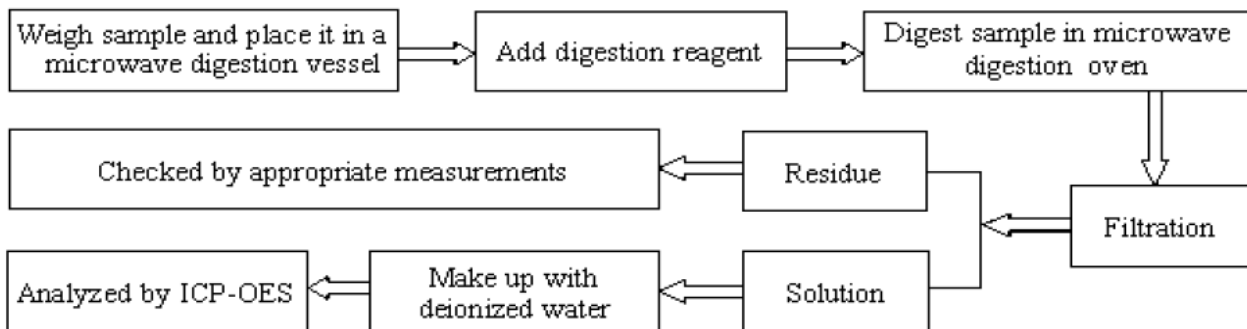 Weigh sample and place it in a
microwave digestion vessel
Add digestion reagent
Digest sample in microwave
digestion oven
Checked by appropriate measurements
Residue
Filtration
Analyzed by ICP-OES
Make up with
deionized water
Solution